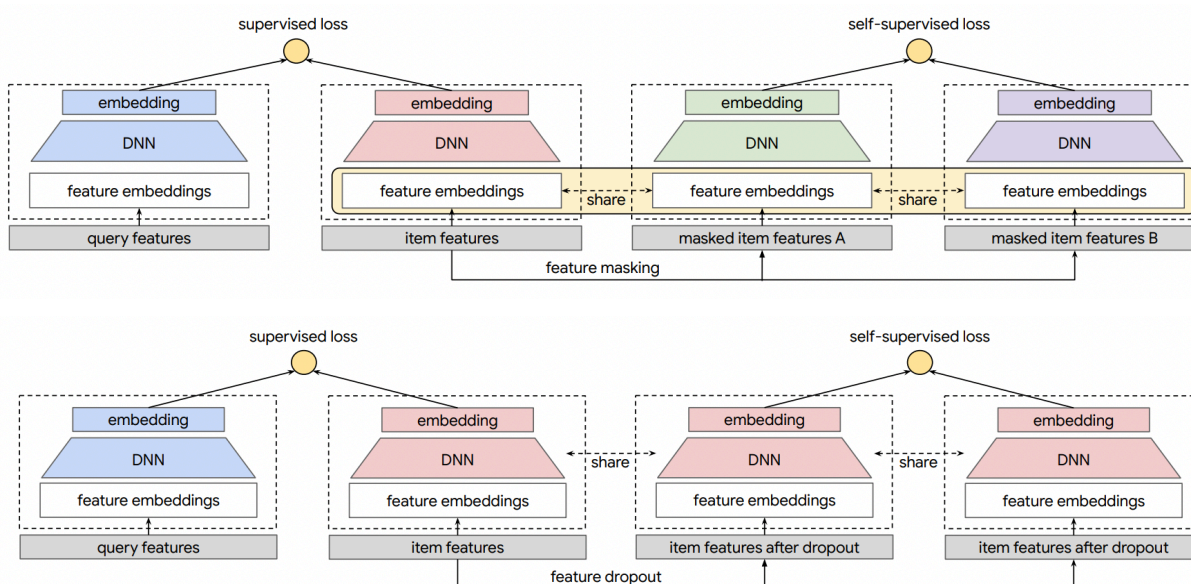 supervised loss
self-supervised loss
embedding
embedding
embedding
embedding
DNN
DNN
DNN
DNN
feature embeddings
feature embeddings
feature embeddings
feature embeddings
share
share
query features
item features
masked item features A
masked item features B
feature masking
supervised loss
self-supervised loss
embedding
embedding
embedding
embedding
DNN
DNN
DNN
DNN
share
share
feature embeddings
feature embeddings
feature embeddings
feature embeddings
query features
item features
item features after dropout
item features after dropout
feature dropout